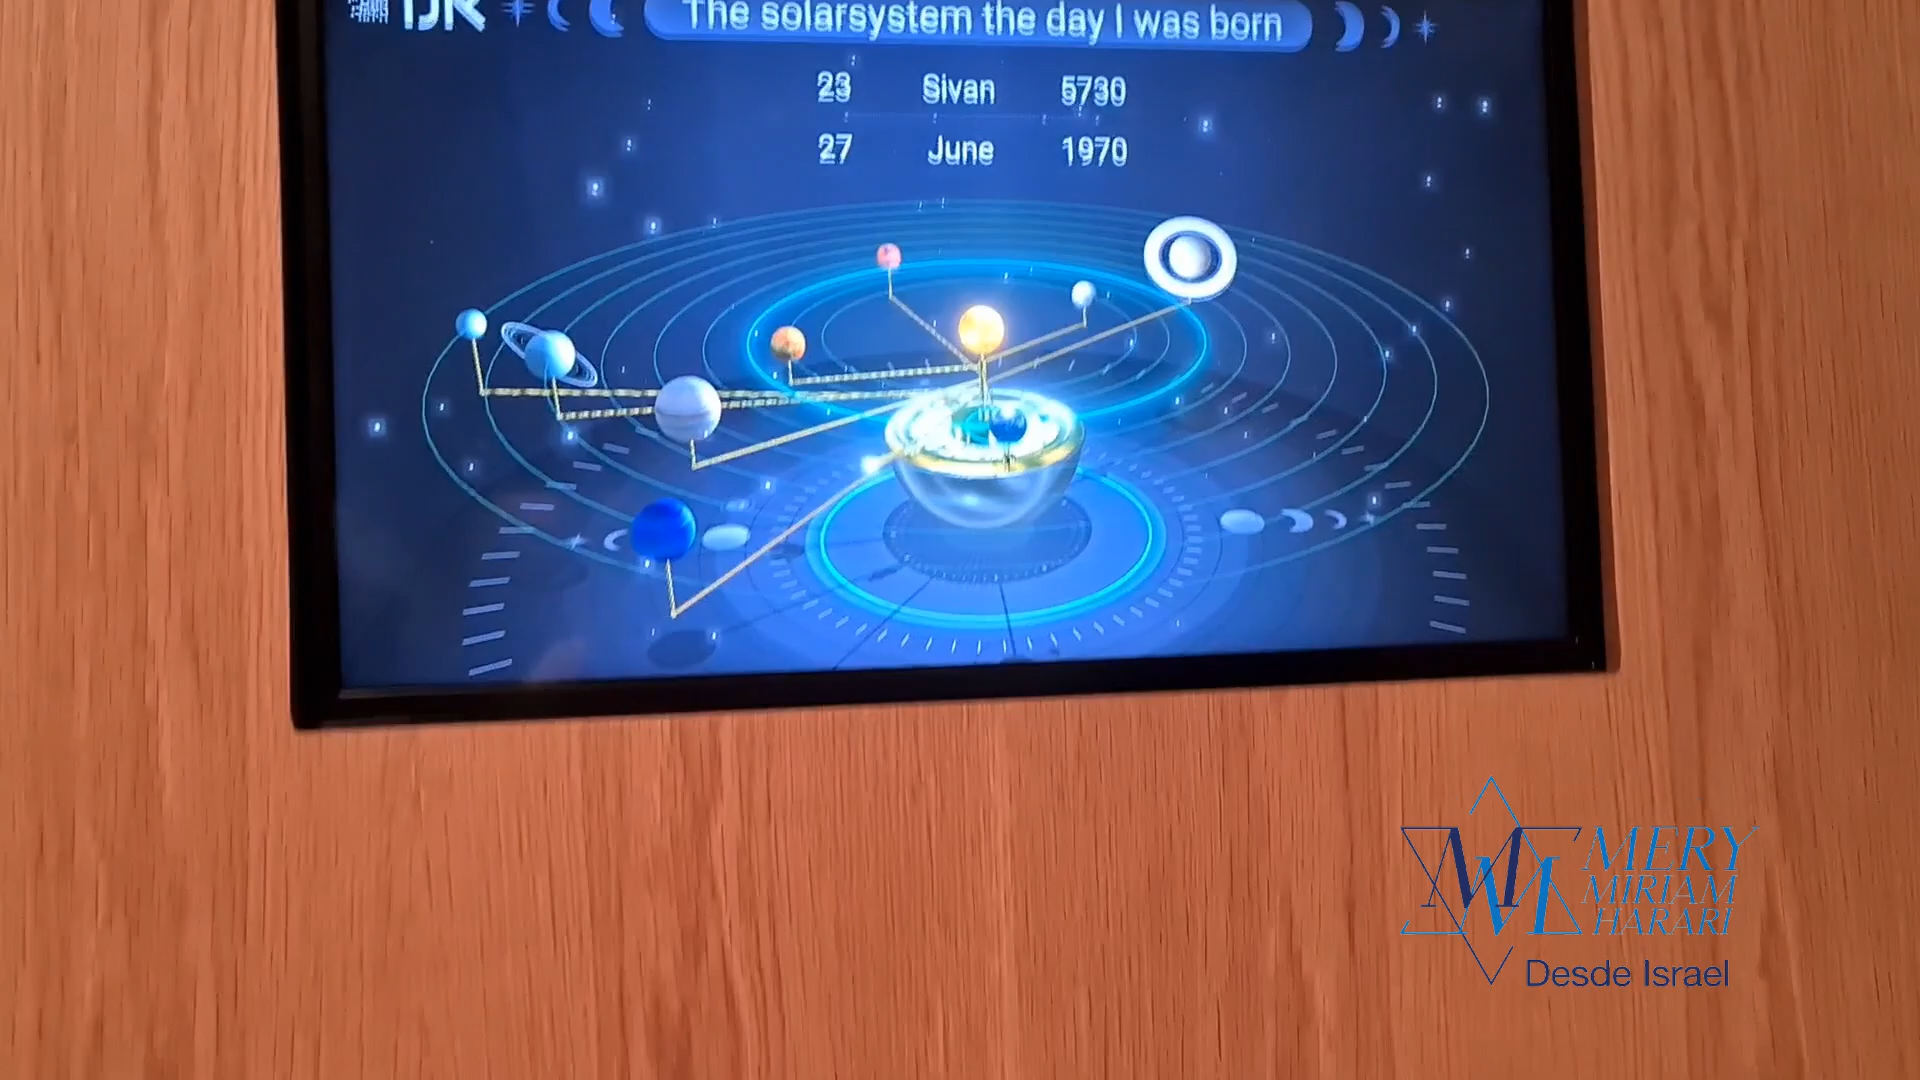 The solarsystem the day I was born
23 Sivan 5730
27 June 1970
MERY
MIRIAM
HARARI
Desde Israel